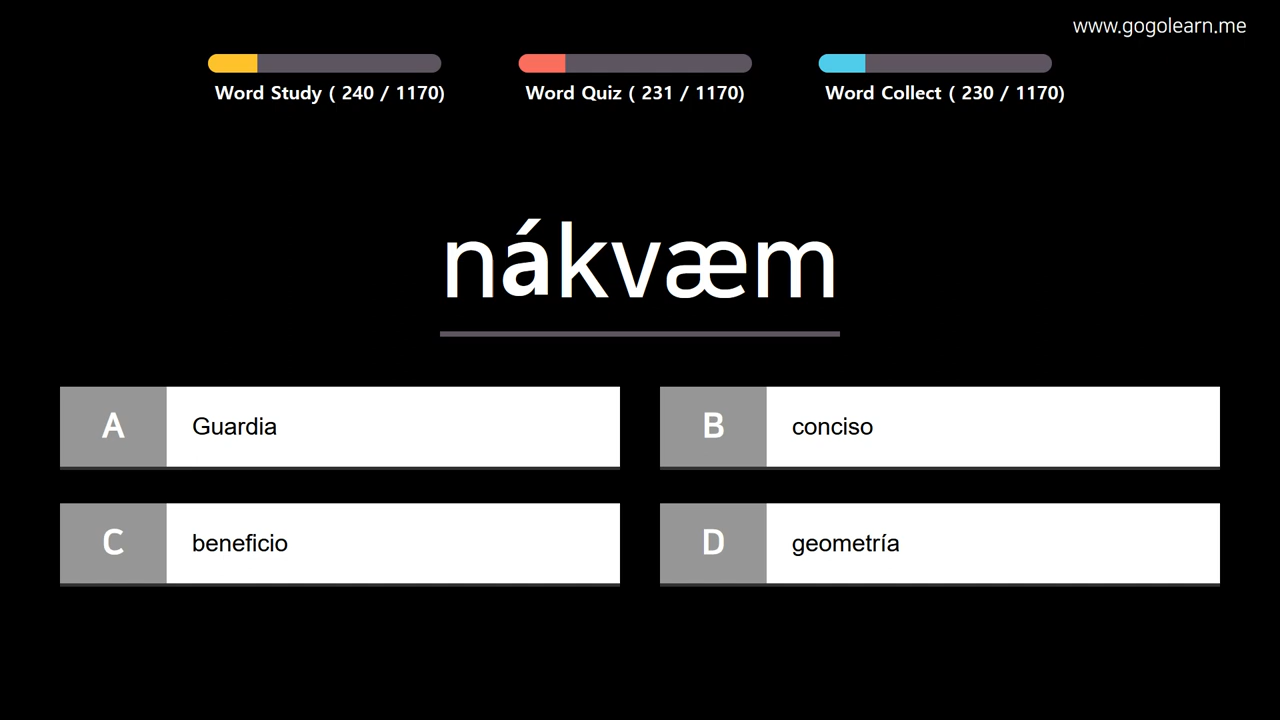 www.gogolearn.me
Word Study ( 240 / 1170)
Word Quiz ( 231 / 1170)
Word Collect ( 230 / 1170)
nákvæm
A Guardia
B conciso
C beneficio
D geometría